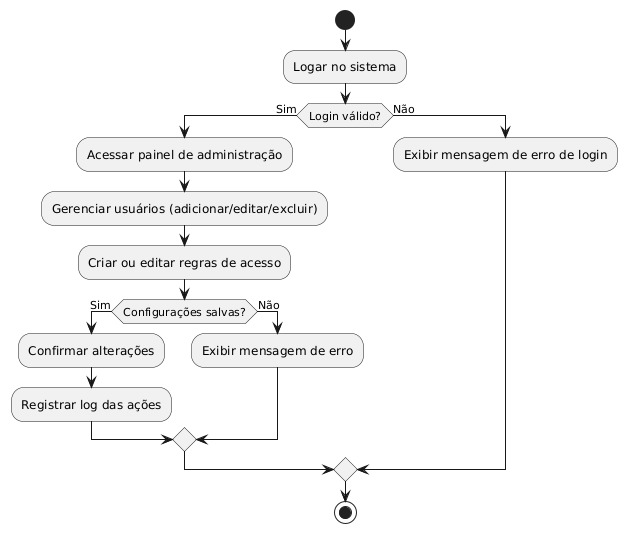 Logar no sistema
Sim
Login válido?
Não
Acessar painel de administração
Exibir mensagem de erro de login
Gerenciar usuários (adicionar/editar/excluir)
Criar ou editar regras de acesso
Sim
Configurações salvas?
Não
Confirmar alterações
Exibir mensagem de erro
Registrar log das ações